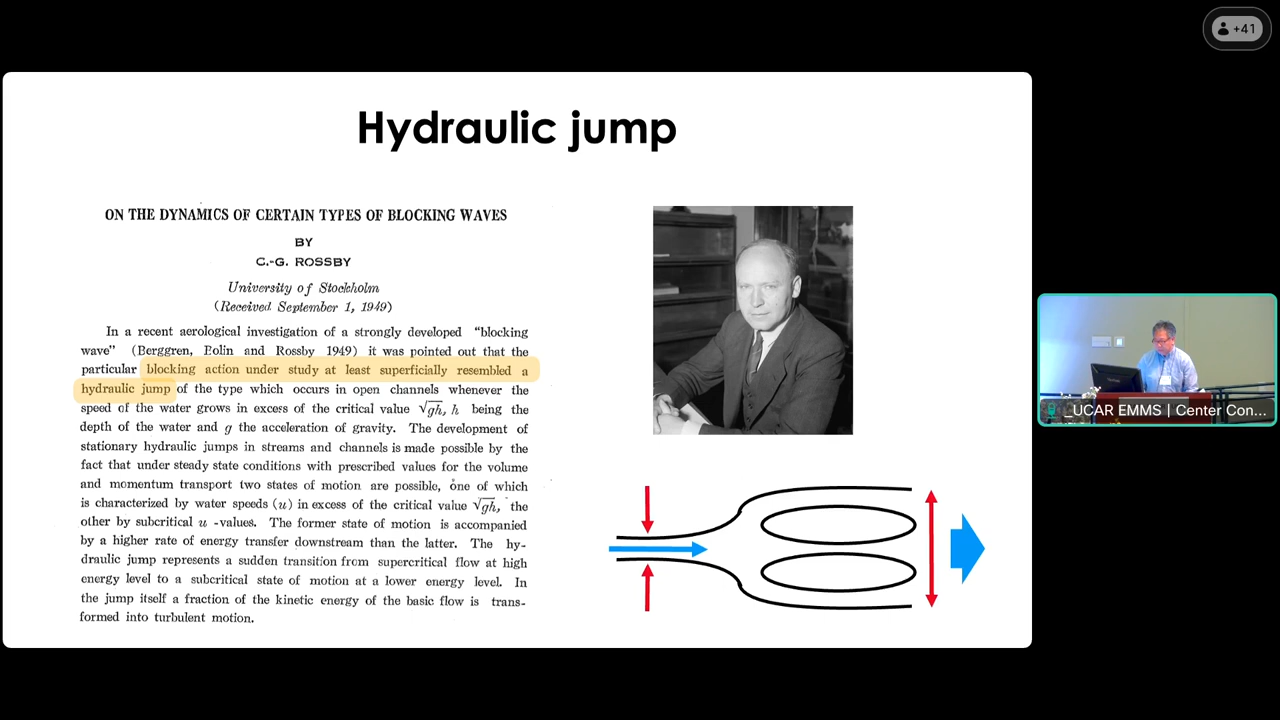 +41
Hydraulic jump
ON THE DYNAMICS OF CERTAIN TYPES OF BLOCKING WAVES
BY
C.-G. ROSSBY
University of Stockholm
(Received September 1, 1949)
In a recent aerological investigation of a strongly developed "blocking
wave" (Berggren, Bolin and Rossby 1949) it was pointed out that the
particular blocking action under study at least superficially resembled a
hydraulic jump of the type which occurs in open channels whenever the
speed of the water grows in excess of the critical value √gh, h being the
depth of the water and g the acceleration of gravity. The development of
stationary hydraulic jumps in streams and channels is made possible by the
fact that under steady state conditions with prescribed values for the volume
and momentum transport two states of motion are possible, one of which
is characterized by water speeds (u) in excess of the critical value √gh, the
other by subcritical u -values. The former state of motion is accompanied
by a higher rate of energy transfer downstream than the latter. The hy-
draulic jump represents a sudden transition from supercritical flow at high
energy level to a subcritical state of motion at a lower energy level. In
the jump itself a fraction of the kinetic energy of the basic flow is trans-
formed into turbulent motion.
_UCAR EMMS | Center Con...